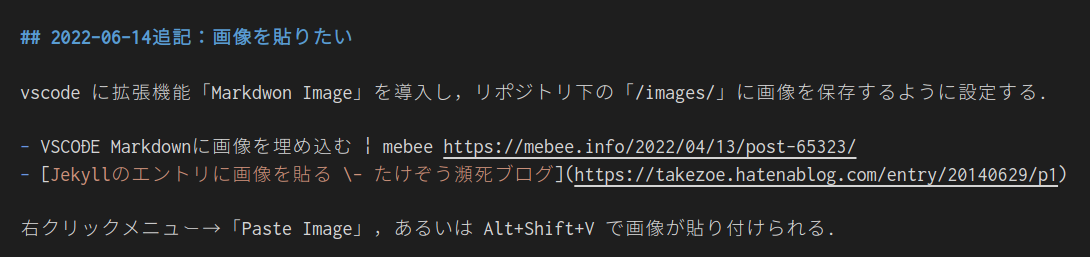 ## 2022-06-14追記：画像を貼りたい
vscode に拡張機能「Markdwon Image」を導入し，リポジトリ下の「/images/」に画像を保存するように設定する．
- VSCODE Markdownに画像を埋め込む ¦ mebee https://mebee.info/2022/04/13/post-65323/
- [Jekyllのエントリに画像を貼る \- たけぞう瀕死ブログ](https://takezoe.hatenablog.com/entry/20140629/p1)
右クリックメニュー→「Paste Image」，あるいは Alt+Shift+V で画像が貼り付けられる．